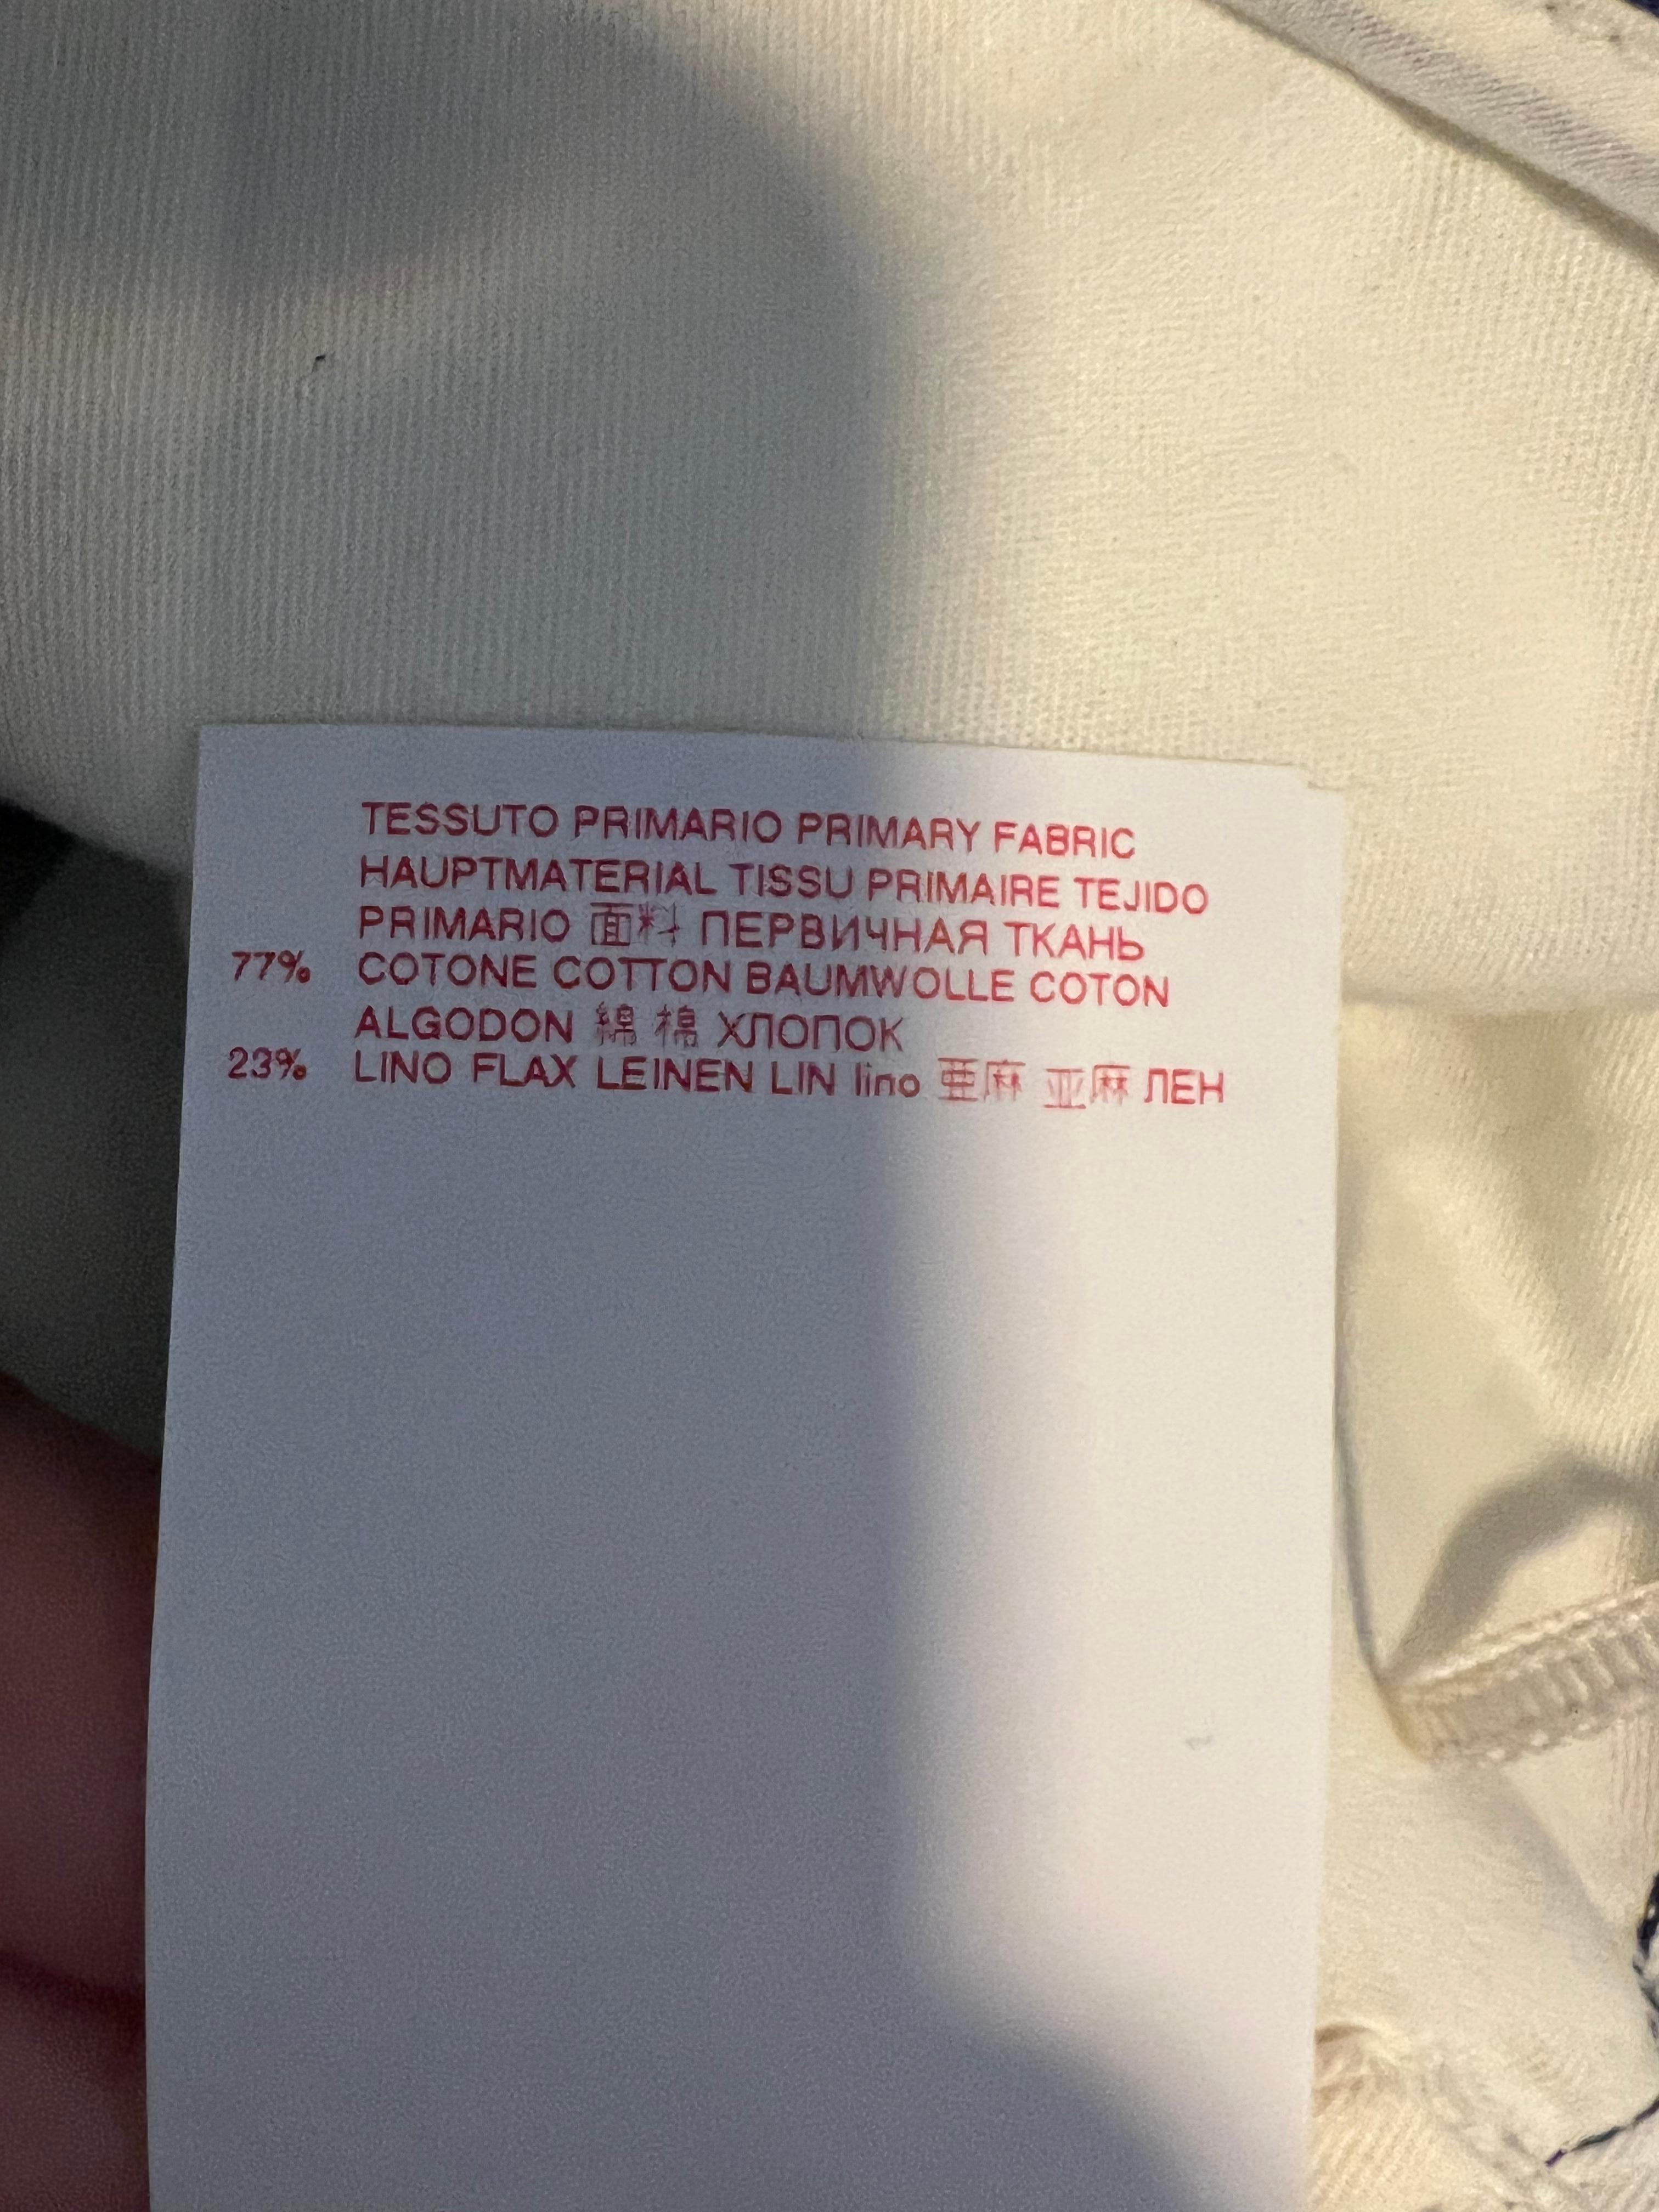 TESSUTO PRIMARIO PRIMARY FABRIC
HAUPTMATERIAL TISSU PRIMAIRE TEJIDO
PRIMARIO 面料 ПЕРВИЧНАЯ ТКАНЬ
77% COTONE COTTON BAUMWOLLE COTON
ALGODON 綿 棉 ХЛОПОК
23% LINO FLAX LEINEN LIN lino 亜麻 亚麻 ЛЕН